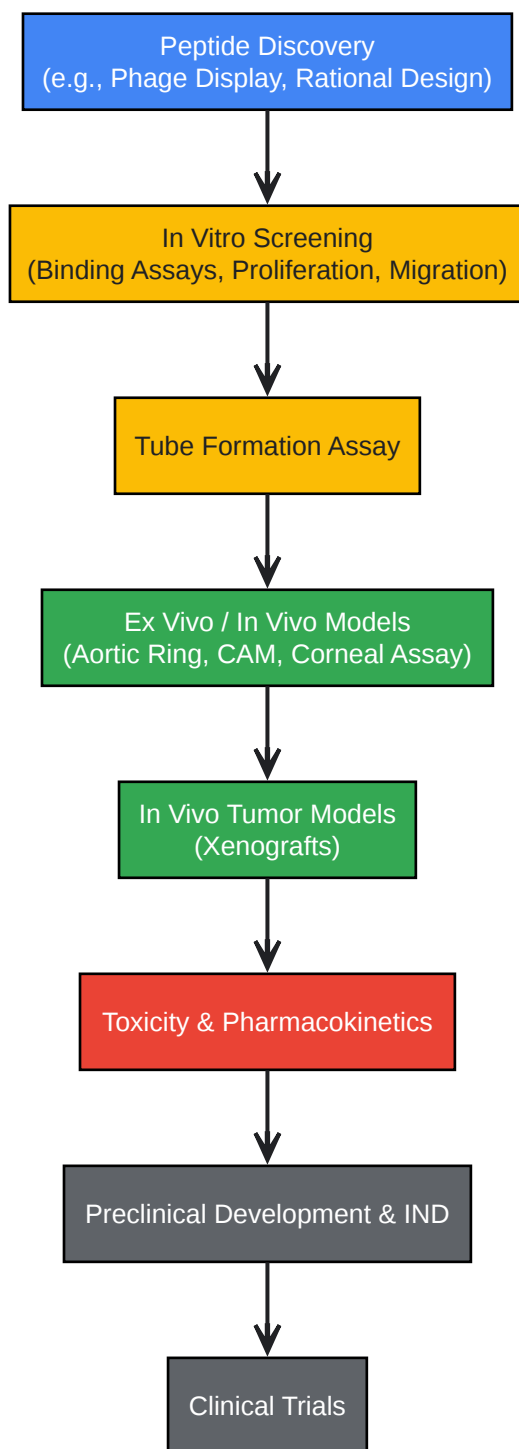 Peptide Discovery
(e.g., Phage Display, Rational Design)
In Vitro Screening
(Binding Assays, Proliferation, Migration)
Tube Formation Assay
Ex Vivo / In Vivo Models
(Aortic Ring, CAM, Corneal Assay)
In Vivo Tumor Models
(Xenografts)
Toxicity & Pharmacokinetics
Preclinical Development & IND
Clinical Trials